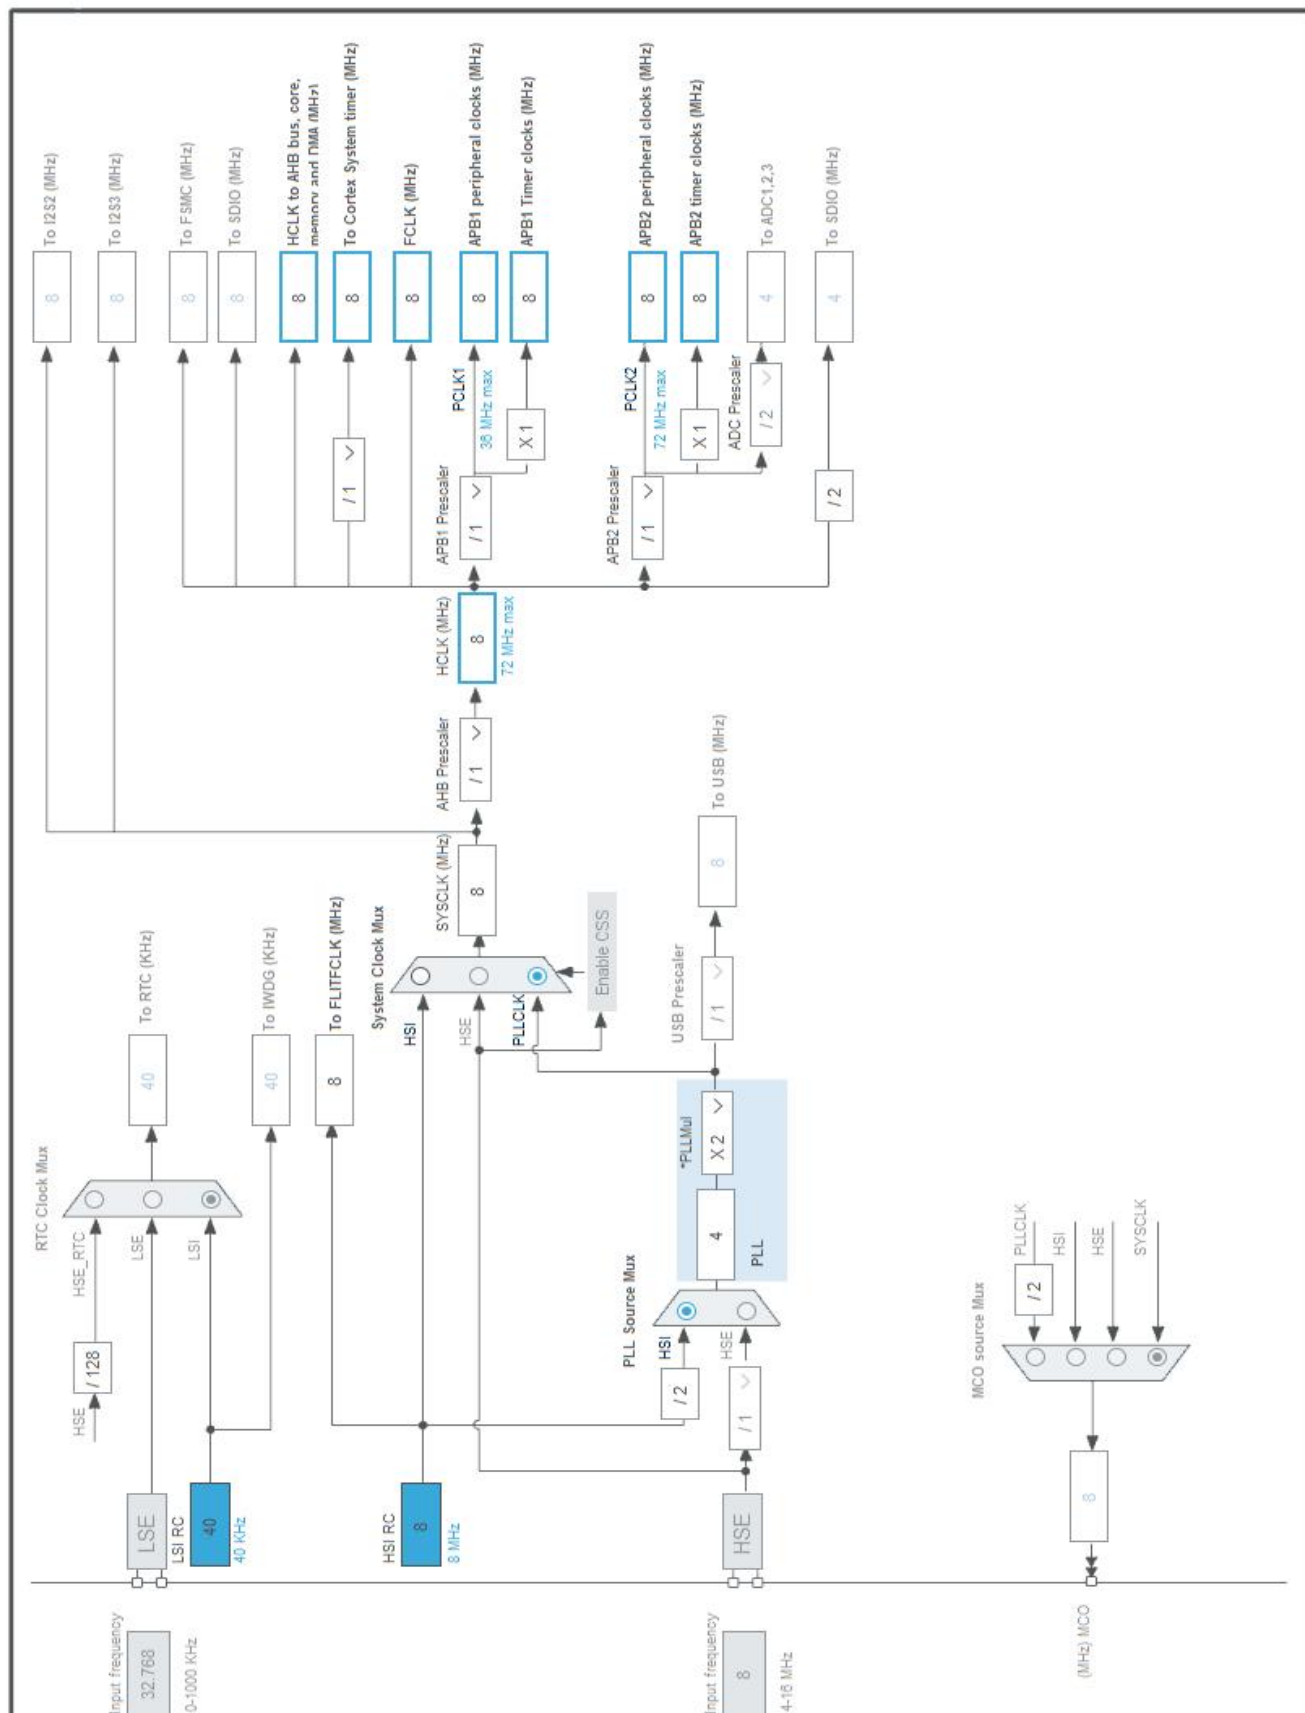 Input frequency
32.768
0-1000 KHz
LSE
LSI RC
40
40 KHz
HSE
/ 128
HSE_RTC
LSE
LSI
RTC Clock Mux
40
To RTC (KHz)
40
To IWDG (KHz)
8
To FLITFCLK (MHz)
HSI RC
8
8 MHz
Input frequency
8
4-16 MHz
HSE
/ 2
HSI
/ 1
HSE
PLL Source Mux
4
*PLLMul
X 2
PLL
USB Prescaler
/ 1
8
To USB (MHz)
System Clock Mux
HSI
HSE
PLLCLK
Enable CSS
SYSCLK (MHz)
8
AHB Prescaler
/ 1
HCLK (MHz)
8
72 MHz max
8
To I2S2 (MHz)
8
To I2S3 (MHz)
8
To FSMC (MHz)
8
To SDIO (MHz)
8
HCLK to AHB bus, core,
memory and DMA (MHz)
/ 1
8
To Cortex System timer (MHz)
8
FCLK (MHz)
APB1 Prescaler
/ 1
PCLK1
36 MHz max
8
APB1 peripheral clocks (MHz)
X 1
8
APB1 Timer clocks (MHz)
APB2 Prescaler
/ 1
PCLK2
72 MHz max
8
APB2 peripheral clocks (MHz)
X 1
8
APB2 timer clocks (MHz)
ADC Prescaler
/ 2
4
To ADC1,2,3
/ 2
4
To SDIO (MHz)
MCO source Mux
PLLCLK
/ 2
HSI
HSE
SYSCLK
8
(MHz) MCO